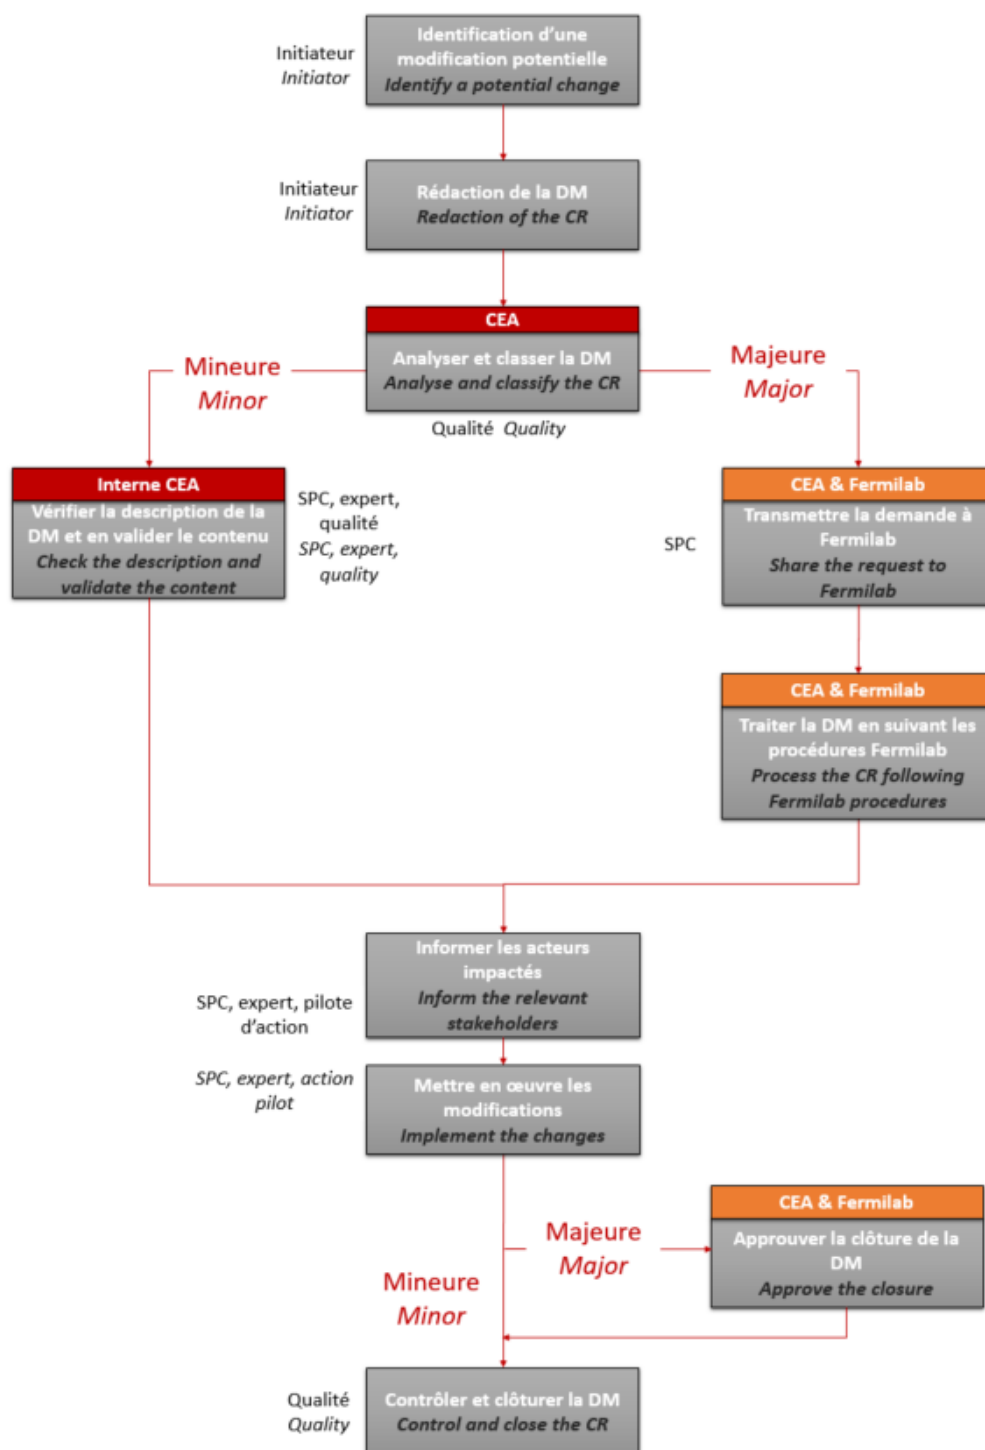 Identification d'une
modification potentielle
Identify a potential change
Initiateur
Initiator
Rédaction de la DM
Redaction of the CR
Initiateur
Initiator
CEA
Analyser et classer la DM
Analyse and classify the CR
Qualité Quality
Mineure
Minor
Majeure
Major
Interne CEA
Vérifier la description de la
DM et en valider le contenu
Check the description and
validate the content
SPC, expert,
qualité
SPC, expert,
quality
SPC
CEA & Fermilab
Transmettre la demande à
Fermilab
Share the request to
Fermilab
CEA & Fermilab
Traiter la DM en suivant les
procédures Fermilab
Process the CR following
Fermilab procedures
Informer les acteurs
impactés
Inform the relevant
stakeholders
SPC, expert, pilote
d'action
SPC, expert, action
pilot
Mettre en œuvre les
modifications
Implement the changes
Majeure
Major
CEA & Fermilab
Approuver la clôture de la
DM
Approve the closure
Mineure
Minor
Qualité
Quality
Contrôler et clôturer la DM
Control and close the CR